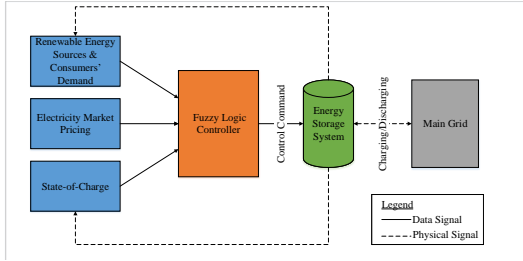 Renewable Energy
Sources &
Consumers'
Demand
Electricity Market
Pricing
State-of-Charge
Fuzzy Logic
Controller
Control Command
Energy
Storage
System
Charging/Discharging
Main Grid
Legend
Data Signal
Physical Signal